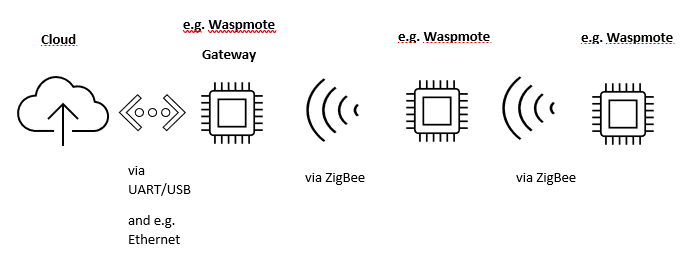 Cloud
e.g. Waspmote
Gateway
e.g. Waspmote
e.g. Waspmote
via
UART/USB
and e.g.
Ethernet
via ZigBee
via ZigBee